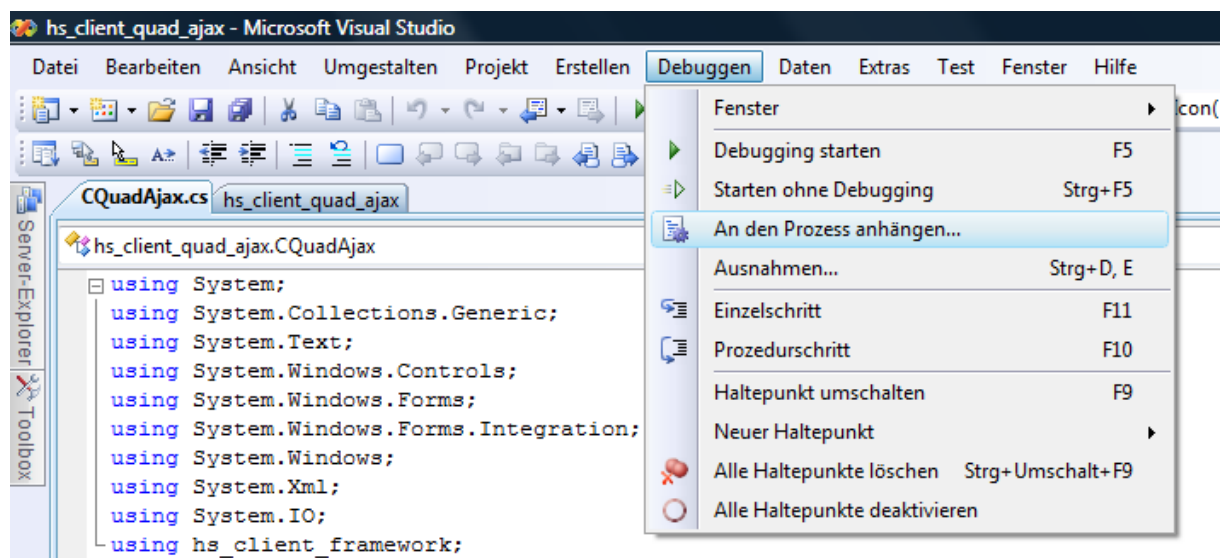 hs_client_quad_ajax - Microsoft Visual Studio
Datei Bearbeiten Ansicht Umgestalten Projekt Erstellen Debuggen Daten Extras Test Fenster Hilfe
Fenster
Debugging starten F5
Starten ohne Debugging Strg+F5
An den Prozess anhängen...
Ausnahmen... Strg+D, E
Einzelschritt F11
Prozedurschritt F10
Haltepunkt umschalten F9
Neuer Haltepunkt
Alle Haltepunkte löschen Strg+Umschalt+F9
Alle Haltepunkte deaktivieren
Icon(
CQuadAjax.cs hs_client_quad_ajax
hs_client_quad_ajax.CQuadAjax
Server-Explorer
Toolbox
using System;
using System.Collections.Generic;
using System.Text;
using System.Windows.Controls;
using System.Windows.Forms;
using System.Windows.Forms.Integration;
using System.Windows;
using System.Xml;
using System.IO;
using hs_client_framework;